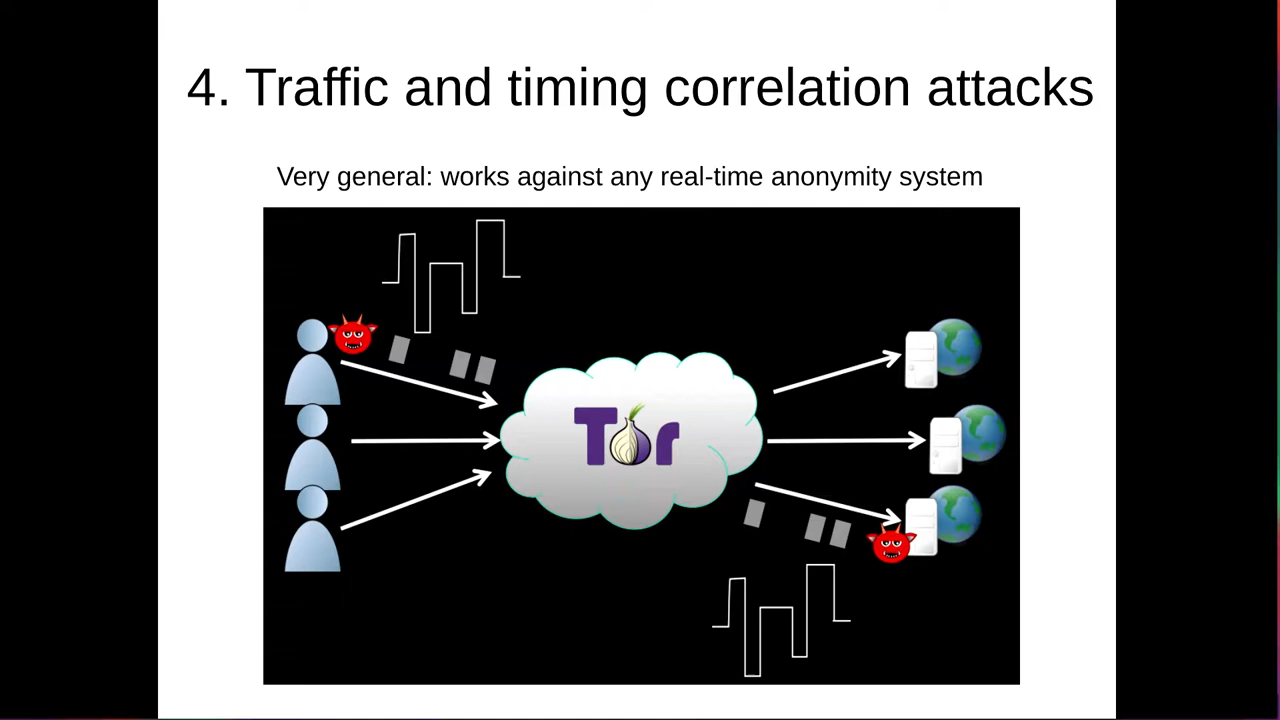 4. Traffic and timing correlation attacks
Very general: works against any real-time anonymity system
Tor